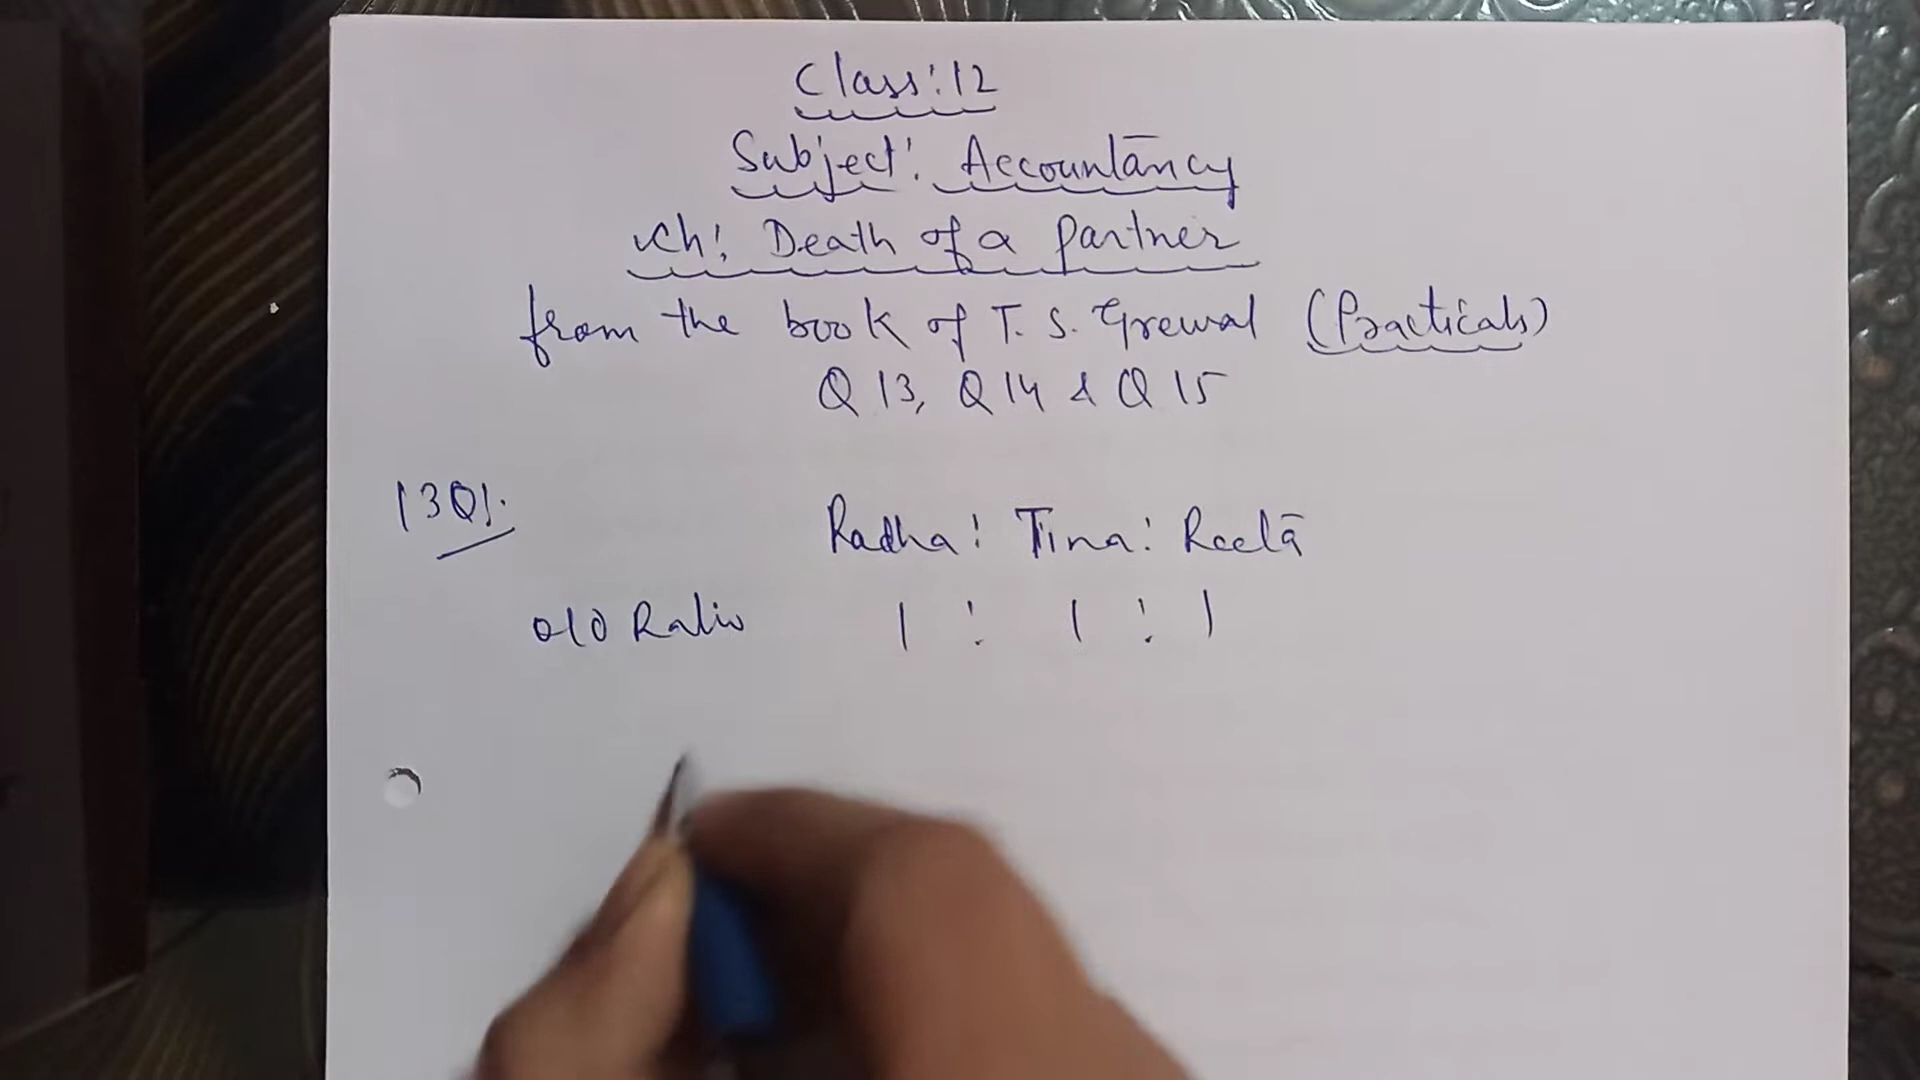 Class: 12
Subject: Accountancy
Ch: Death of a partner
from the book of T. S. Grewal (Practicals)
Q 13, Q 14 & Q 15
13Q).
Radha : Tina : Reeta
old Ratio 1 : 1 : 1